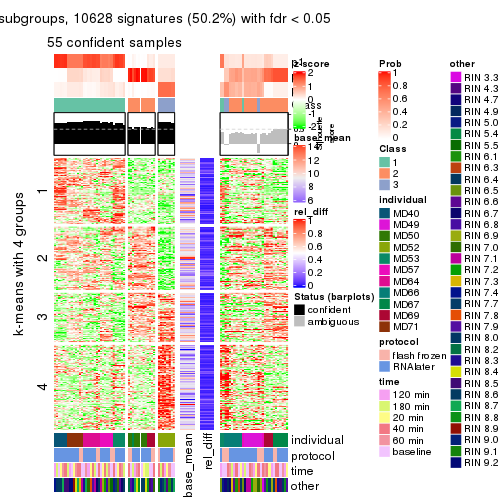 subgroups, 10628 signatures (50.2%) with fdr < 0.05
55 confident samples
k-means with 4 groups
1
2
3
4
base_mean
rel_diff
individual
protocol
time
other
z-score
2
1
0
-1
-2
base_mean
14
12
10
8
6
rel_diff
1
0.8
0.6
0.4
0.2
0
Status (barplots)
confident
ambiguous
Prob
1
0.8
0.6
0.4
0.2
0
Class
1
2
3
individual
MD40
MD49
MD50
MD52
MD53
MD57
MD64
MD66
MD67
MD69
MD71
protocol
flash frozen
RNAlater
time
120 min
180 min
20 min
40 min
60 min
baseline
other
RIN 3.3
RIN 4.3
RIN 4.7
RIN 4.9
RIN 5.0
RIN 5.4
RIN 5.5
RIN 6.1
RIN 6.3
RIN 6.4
RIN 6.5
RIN 6.6
RIN 6.7
RIN 6.8
RIN 6.9
RIN 7.0
RIN 7.1
RIN 7.2
RIN 7.3
RIN 7.4
RIN 7.7
RIN 7.8
RIN 7.9
RIN 8.0
RIN 8.2
RIN 8.3
RIN 8.4
RIN 8.5
RIN 8.6
RIN 8.7
RIN 8.8
RIN 8.9
RIN 9.0
RIN 9.1
RIN 9.2